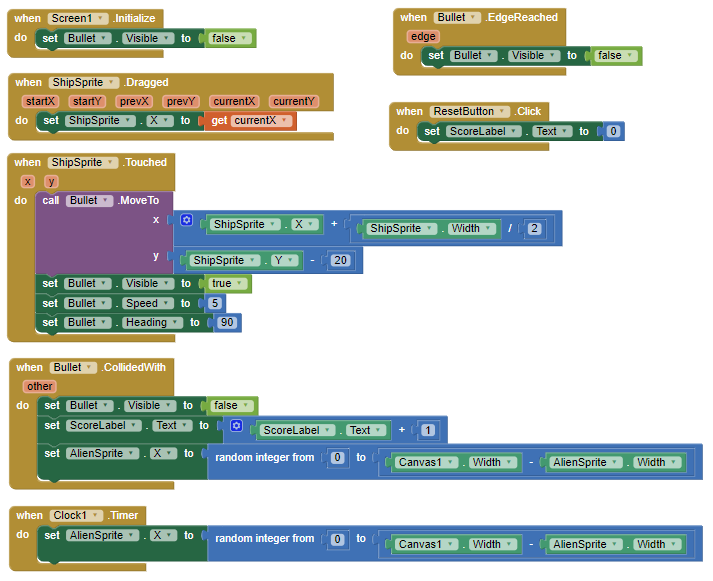 when Screen1 .Initialize
do set Bullet . Visible to false
when ShipSprite .Dragged
startX startY prevX prevY currentX currentY
do set ShipSprite . X to get currentX
when ShipSprite .Touched
x y
do call Bullet .MoveTo
x ShipSprite . X + ShipSprite . Width / 2
y ShipSprite . Y - 20
set Bullet . Visible to true
set Bullet . Speed to 5
set Bullet . Heading to 90
when Bullet .EdgeReached
edge
do set Bullet . Visible to false
when ResetButton .Click
do set ScoreLabel . Text to 0
when Bullet .CollidedWith
other
do set Bullet . Visible to false
set ScoreLabel . Text to ScoreLabel . Text + 1
set AlienSprite . X to random integer from 0 to Canvas1 . Width - AlienSprite . Width
when Clock1 .Timer
do set AlienSprite . X to random integer from 0 to Canvas1 . Width - AlienSprite . Width